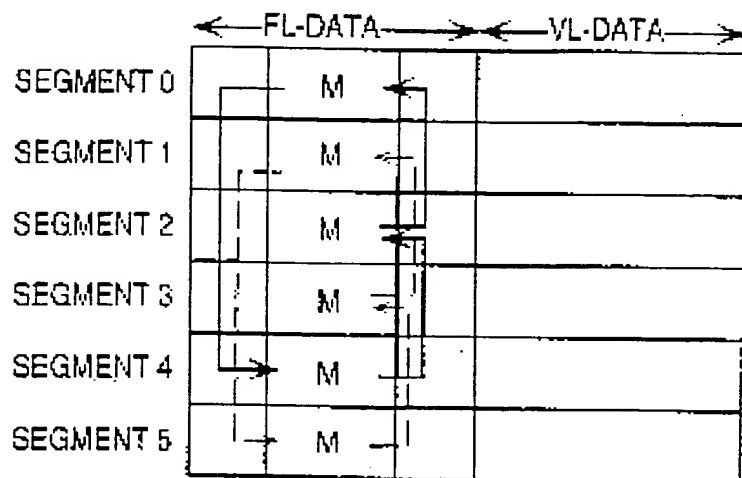 FL-DATA VL-DATA
SEGMENT 0 M
SEGMENT 1 M
SEGMENT 2 M
SEGMENT 3 M
SEGMENT 4 M
SEGMENT 5 M